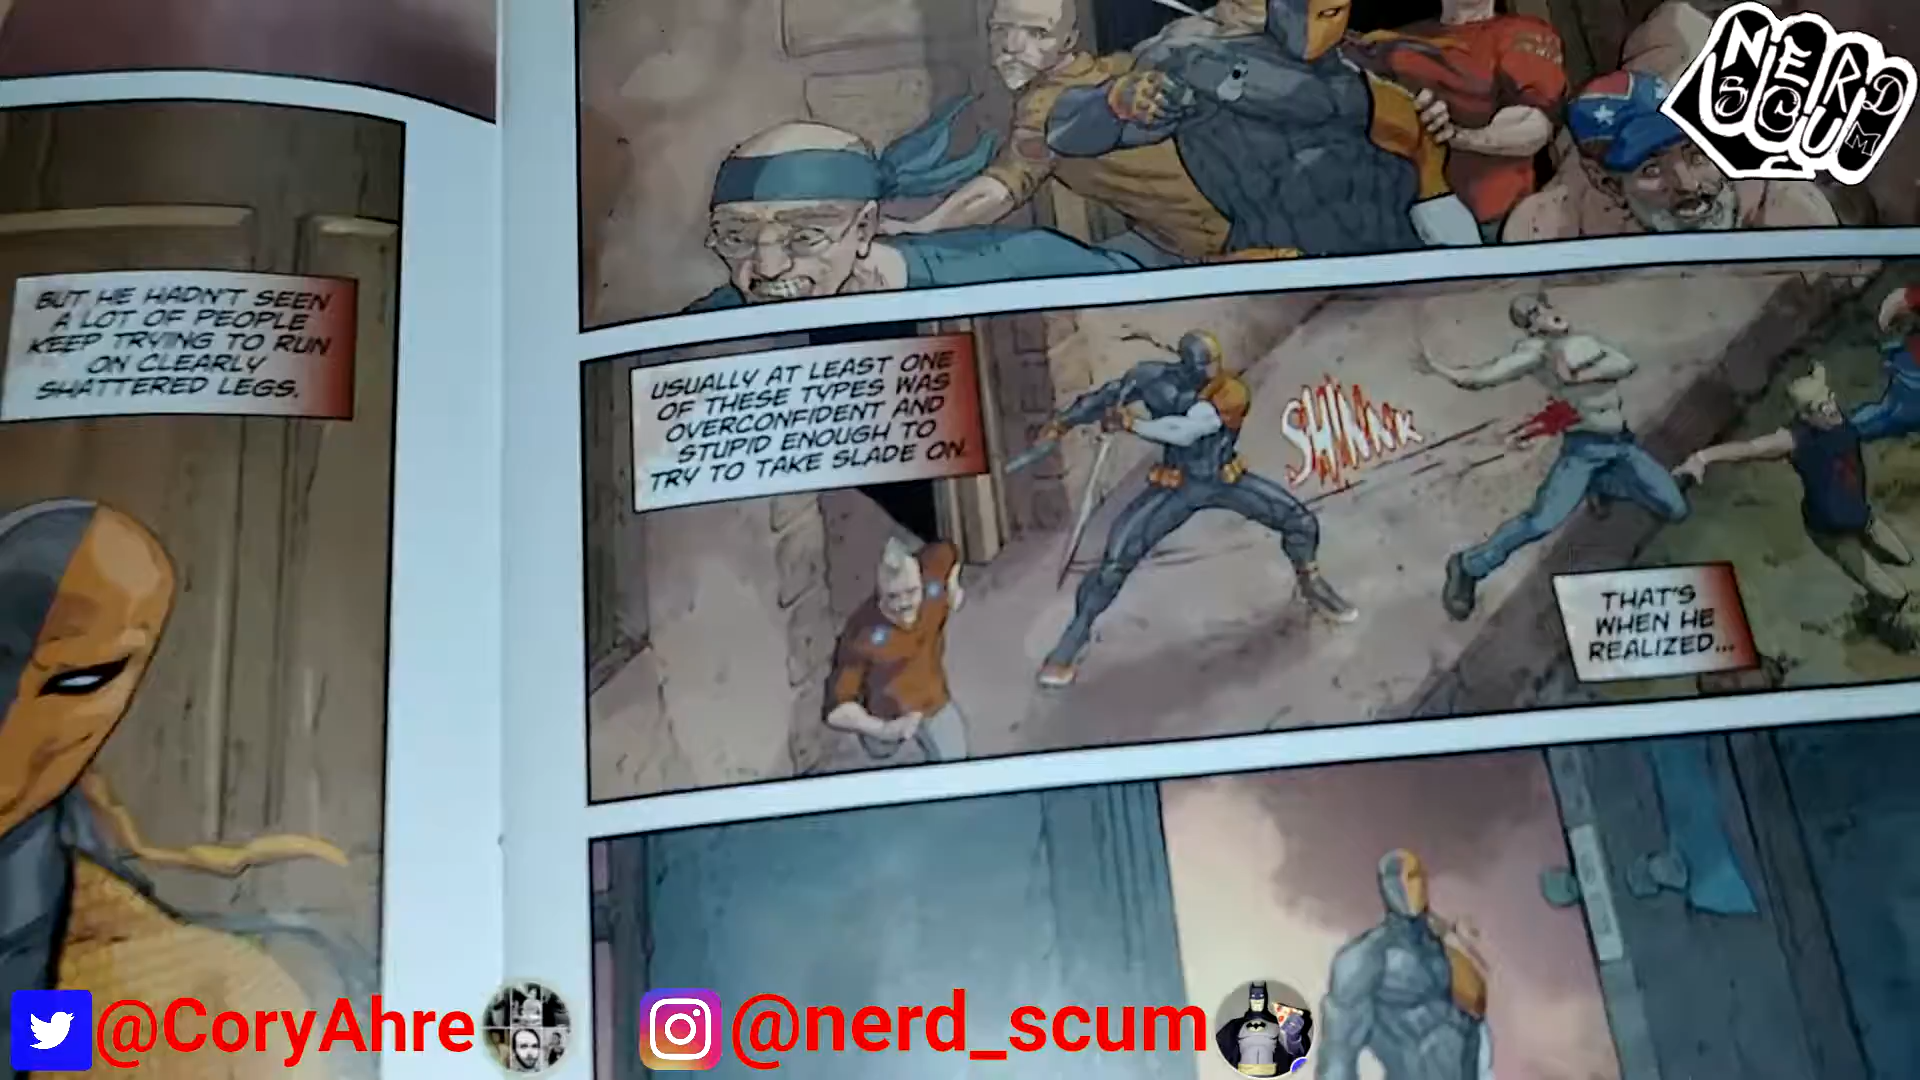 NERD
SCUM
BUT HE HADN'T SEEN
A LOT OF PEOPLE
KEEP TRYING TO RUN
ON CLEARLY
SHATTERED LEGS.
USUALLY AT LEAST ONE
OF THESE TYPES WAS
OVERCONFIDENT AND
STUPID ENOUGH TO
TRY TO TAKE SLADE ON.
SHINNK
THAT'S
WHEN HE
REALIZED...
@CoryAhre
@nerd_scum